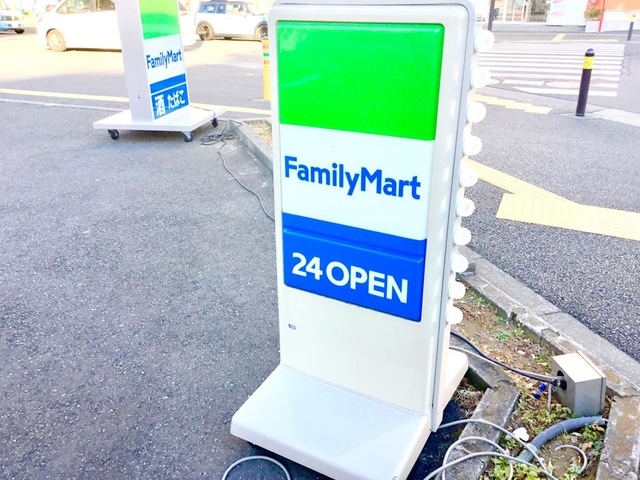 FamilyMart
酒 たばこ
FamilyMart
24 OPEN